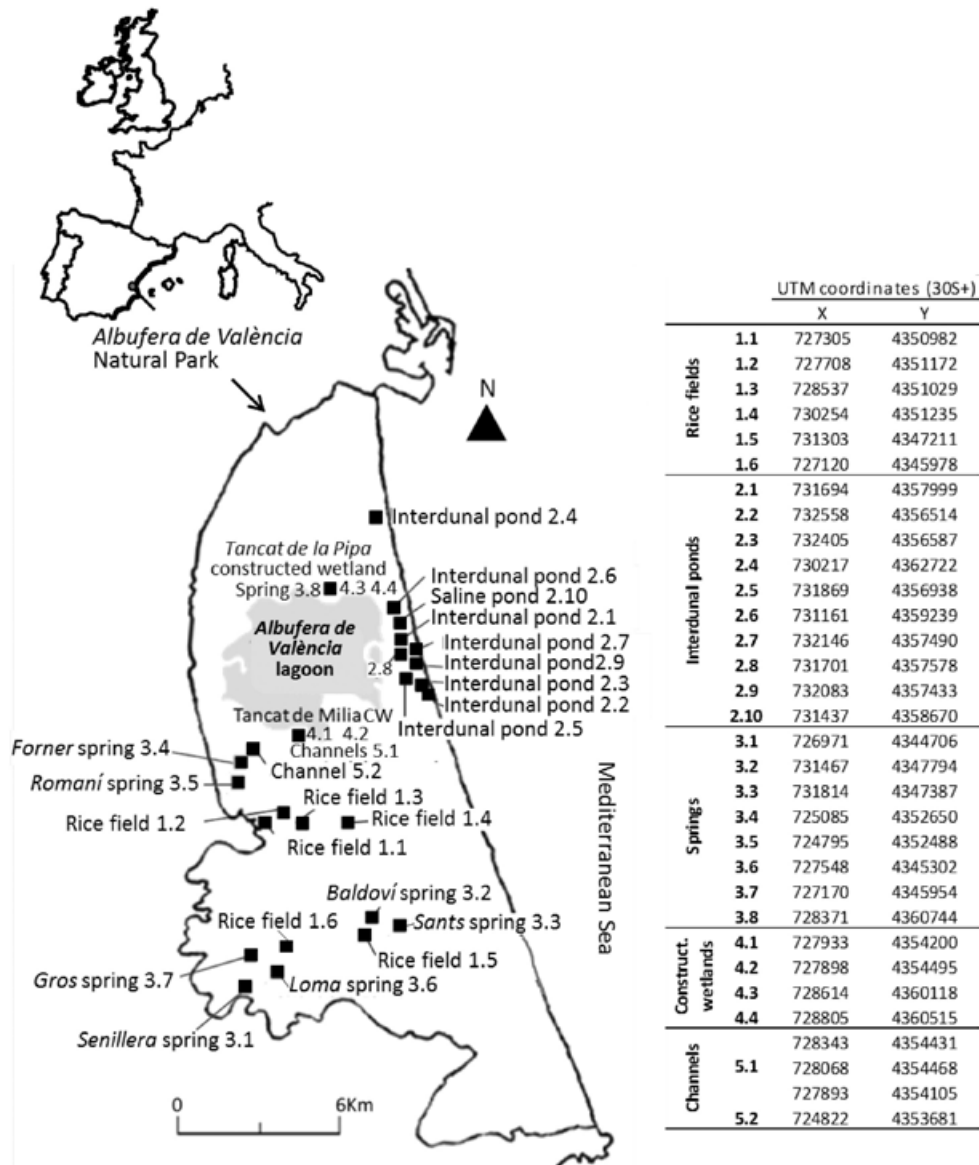 Albufera de València
Natural Park
N
Interdunal pond 2.4
Tancat de la Pipa
constructed wetland
Spring 3.8 4.3 4.4
Interdunal pond 2.6
Saline pond 2.10
Interdunal pond 2.1
Interdunal pond 2.7
Interdunal pond2.9
Interdunal pond 2.3
Interdunal pond 2.2
Interdunal pond 2.5
2.8
Albufera de
València
lagoon
Tancat de Milia CW
4.1 4.2
Channels 5.1
Forner spring 3.4
Channel 5.2
Romaní spring 3.5
Rice field 1.3
Rice field 1.2
Rice field 1.4
Rice field 1.1
Mediterranean Sea
Baldoví spring 3.2
Rice field 1.6
Sants spring 3.3
Rice field 1.5
Gros spring 3.7
Loma spring 3.6
Senillera spring 3.1
0 6Km
UTM coordinates (30S+)
X Y
Rice fields
1.1 727305 4350982
1.2 727708 4351172
1.3 728537 4351029
1.4 730254 4351235
1.5 731303 4347211
1.6 727120 4345978
Interdunal ponds
2.1 731694 4357999
2.2 732558 4356514
2.3 732405 4356587
2.4 730217 4362722
2.5 731869 4356938
2.6 731161 4359239
2.7 732146 4357490
2.8 731701 4357578
2.9 732083 4357433
2.10 731437 4358670
Springs
3.1 726971 4344706
3.2 731467 4347794
3.3 731814 4347387
3.4 725085 4352650
3.5 724795 4352488
3.6 727548 4345302
3.7 727170 4345954
3.8 728371 4360744
Construct.
wetlands
4.1 727933 4354200
4.2 727898 4354495
4.3 728614 4360118
4.4 728805 4360515
Channels
728343 4354431
5.1 728068 4354468
727893 4354105
5.2 724822 4353681